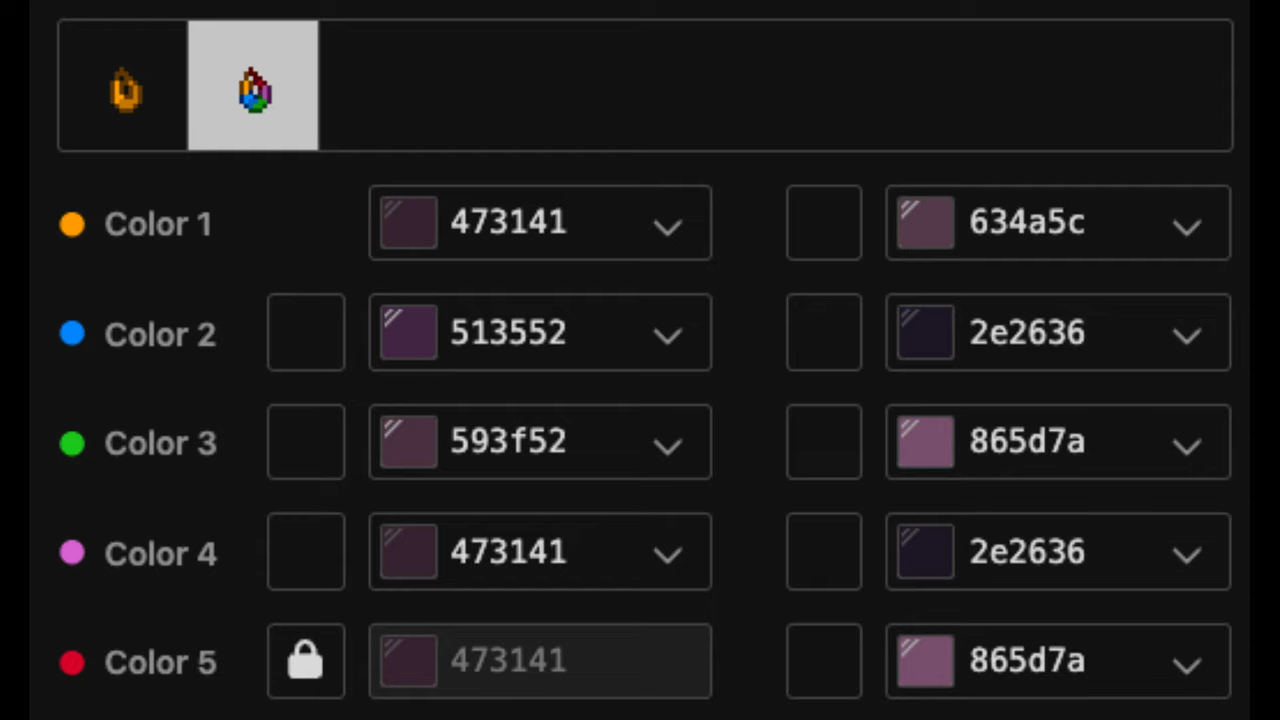 Color 1 473141 634a5c
Color 2 513552 2e2636
Color 3 593f52 865d7a
Color 4 473141 2e2636
Color 5 473141 865d7a